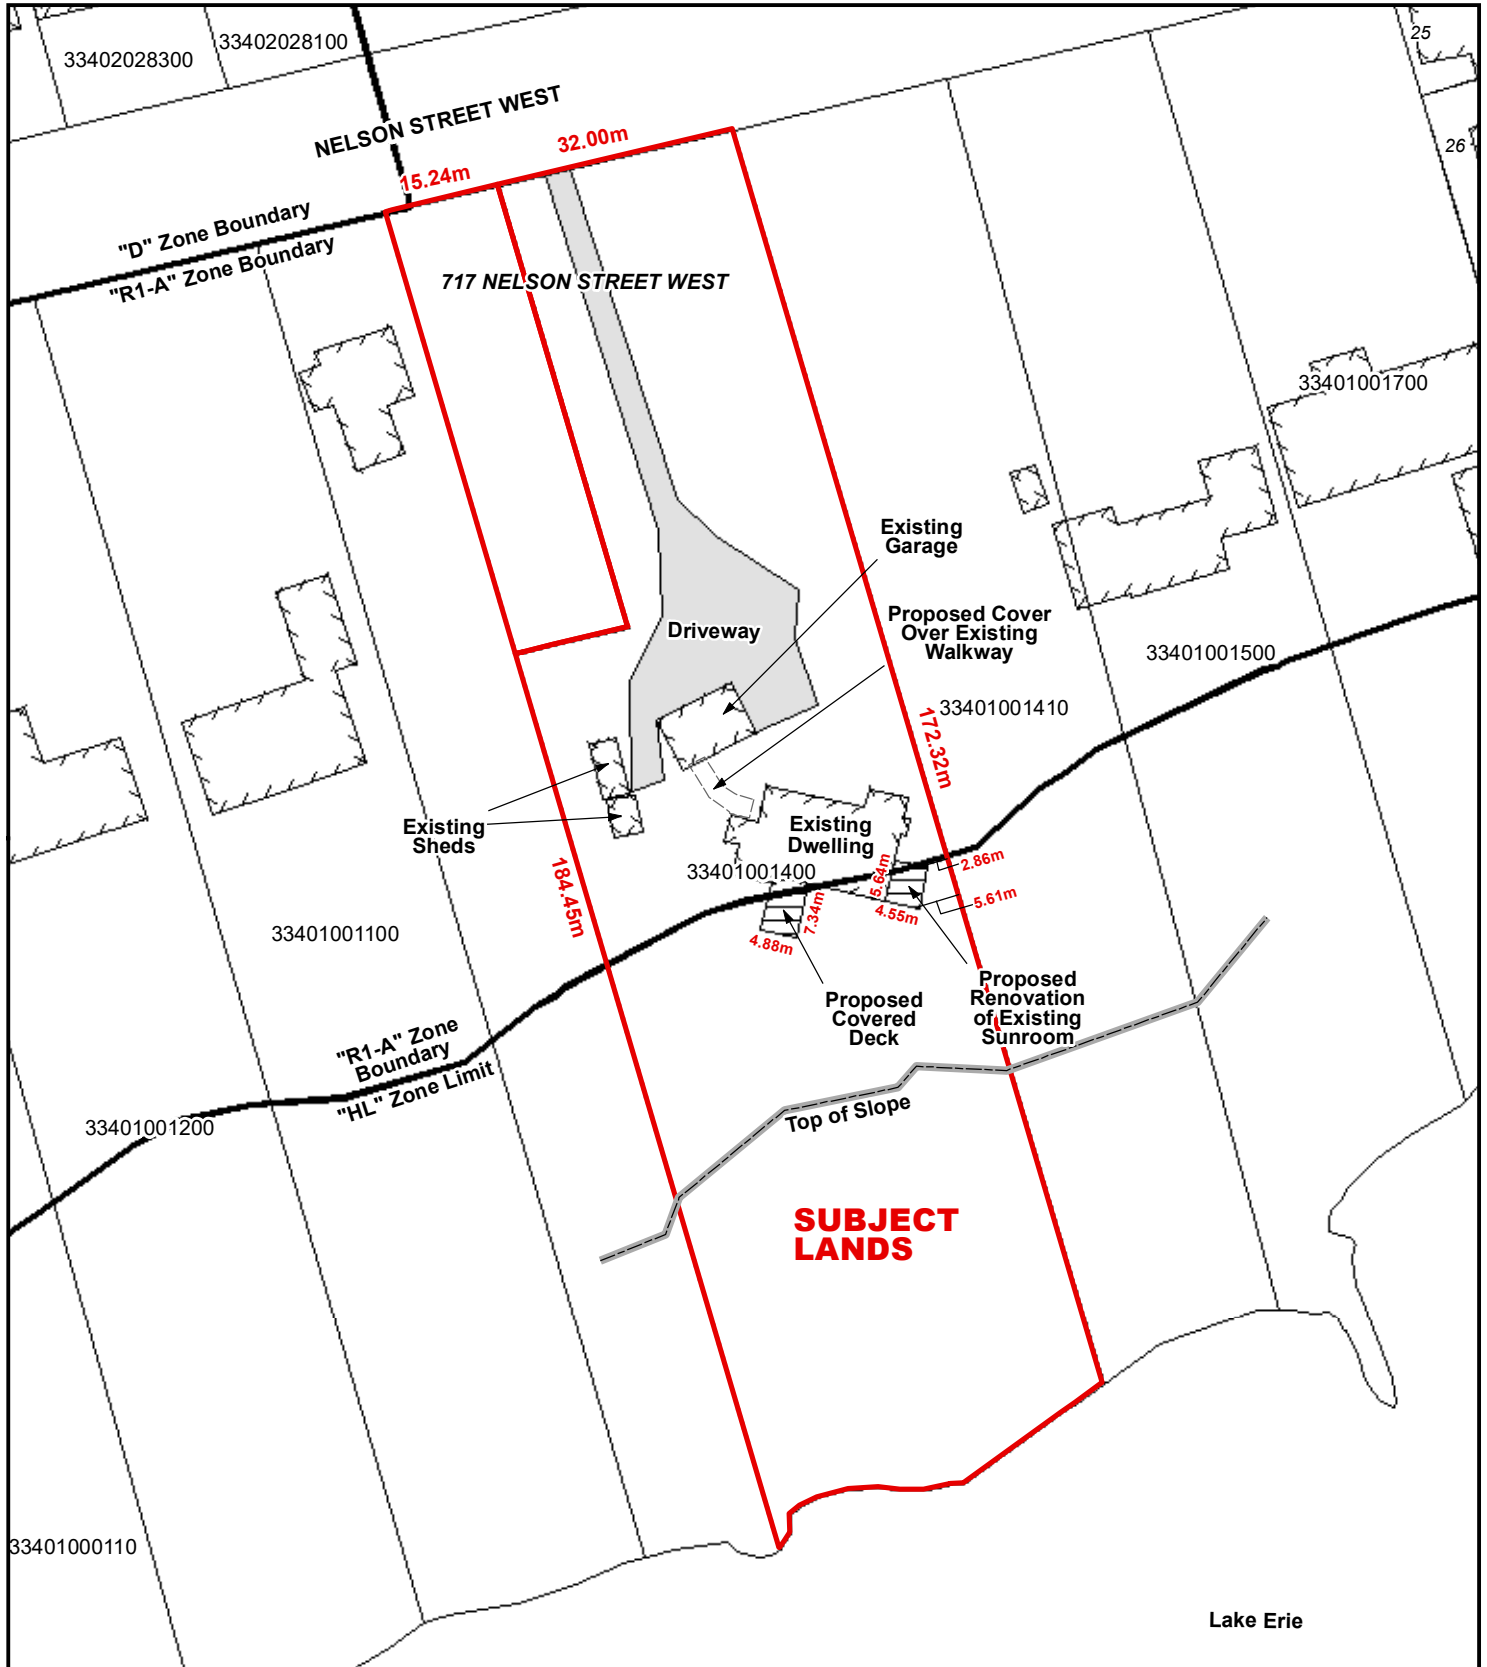 33402028300
33402028100
25
26
NELSON STREET WEST
32.00m
15.24m
"D" Zone Boundary
"R1-A" Zone Boundary
717 NELSON STREET WEST
33401001700
Existing
Garage
Proposed Cover
Over Existing
Walkway
Driveway
33401001500
33401001410
172.32m
Existing
Sheds
Existing
Dwelling
33401001400
184.45m
5.64m
2.86m
5.61m
4.55m
7.34m
4.88m
33401001100
Proposed
Covered
Deck
Proposed
Renovation
of Existing
Sunroom
"R1-A" Zone
Boundary
"HL" Zone Limit
33401001200
Top of Slope
SUBJECT
LANDS
33401000110
Lake Erie